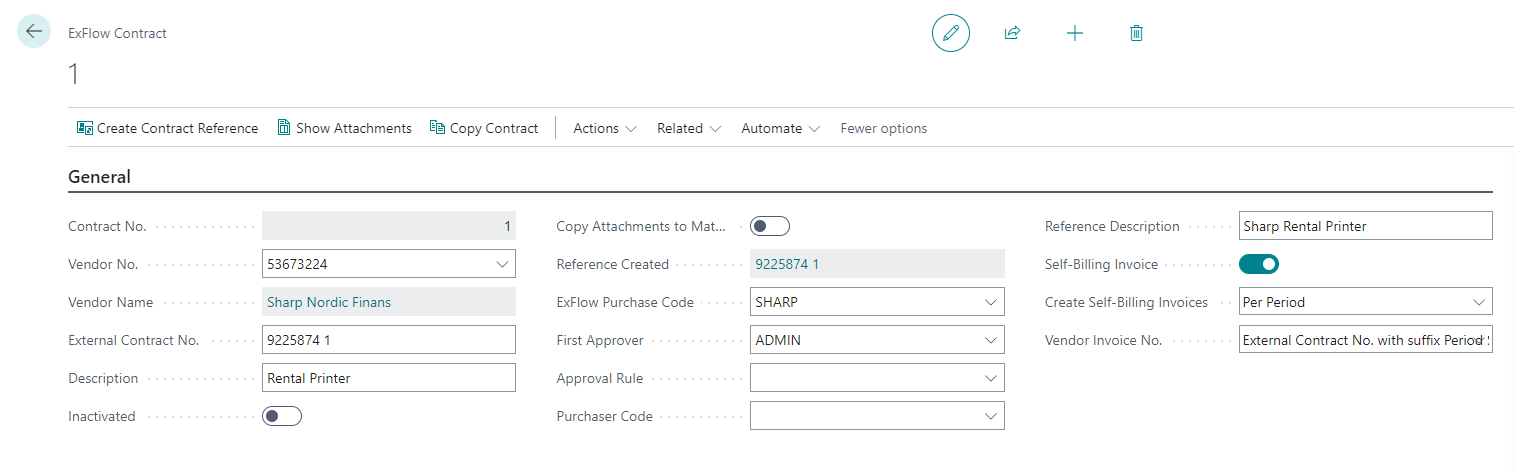 ExFlow Contract
1
Create Contract Reference Show Attachments Copy Contract Actions Related Automate Fewer options
General
Contract No. 1
Vendor No. 53673224
Vendor Name Sharp Nordic Finans
External Contract No. 9225874 1
Description Rental Printer
Inactivated
Copy Attachments to Mat...
Reference Created 9225874 1
ExFlow Purchase Code SHARP
First Approver ADMIN
Approval Rule
Purchaser Code
Reference Description Sharp Rental Printer
Self-Billing Invoice
Create Self-Billing Invoices Per Period
Vendor Invoice No. External Contract No. with suffix Period